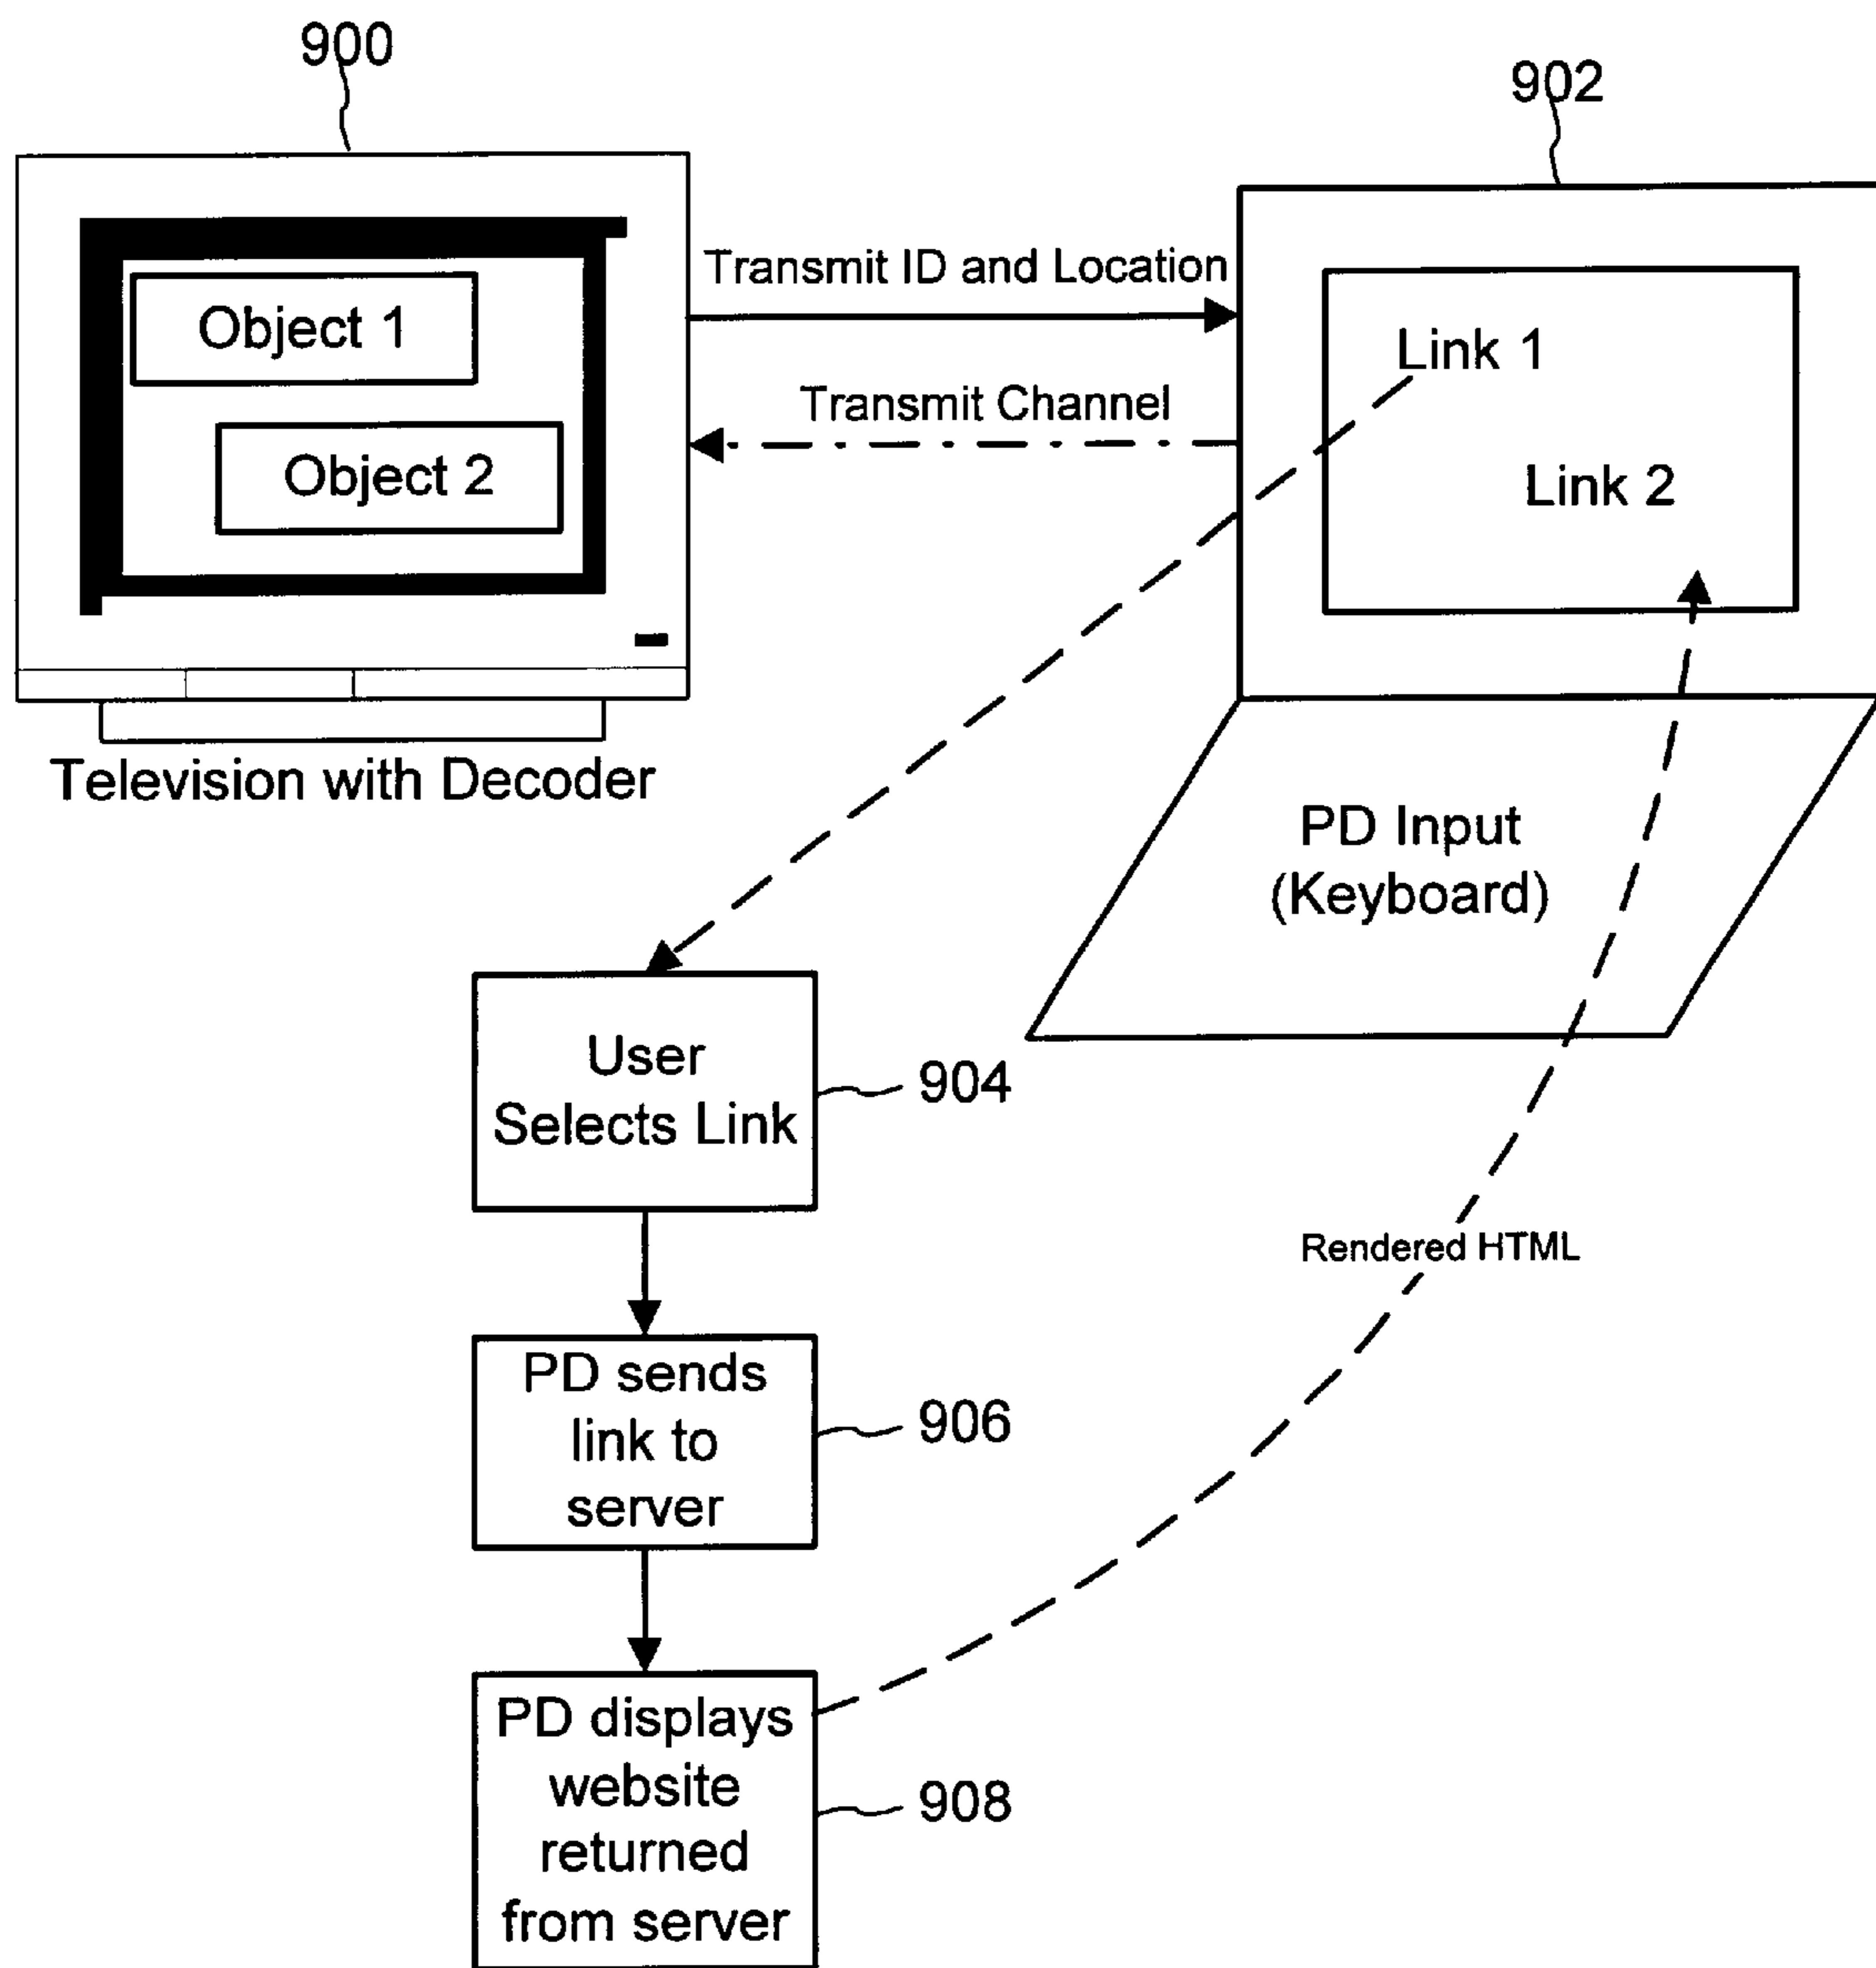 900
902
Transmit ID and Location
Object 1
Link 1
Transmit Channel
Object 2
Link 2
Television with Decoder
PD Input
(Keyboard)
User
Selects Link
904
Rendered HTML
PD sends
link to
server
906
PD displays
website
returned
from server
908